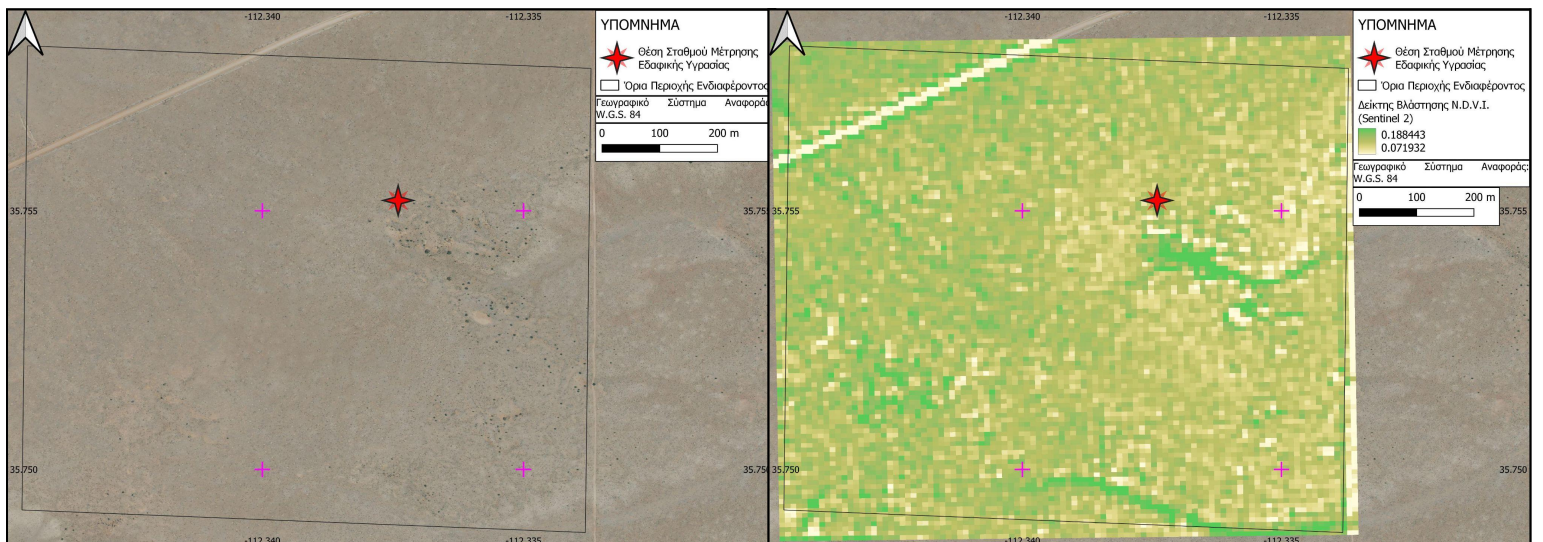 -112.340
-112.335
ΥΠΟΜΝΗΜΑ
Θέση Σταθμού Μέτρησης
Εδαφικής Υγρασίας
Όρια Περιοχής Ενδιαφέροντος
Γεωγραφικό Σύστημα Αναφοράς
W.G.S. 84
0 100 200 m
35.755
35.755
35.750
35.750
-112.340
-112.335
-112.340
-112.335
ΥΠΟΜΝΗΜΑ
Θέση Σταθμού Μέτρησης
Εδαφικής Υγρασίας
Όρια Περιοχής Ενδιαφέροντος
Δείκτης Βλάστησης N.D.V.I.
(Sentinel 2)
0.188443
0.071932
Γεωγραφικό Σύστημα Αναφοράς:
W.G.S. 84
0 100 200 m
35.755
35.755
35.750
35.750
-112.340
-112.335